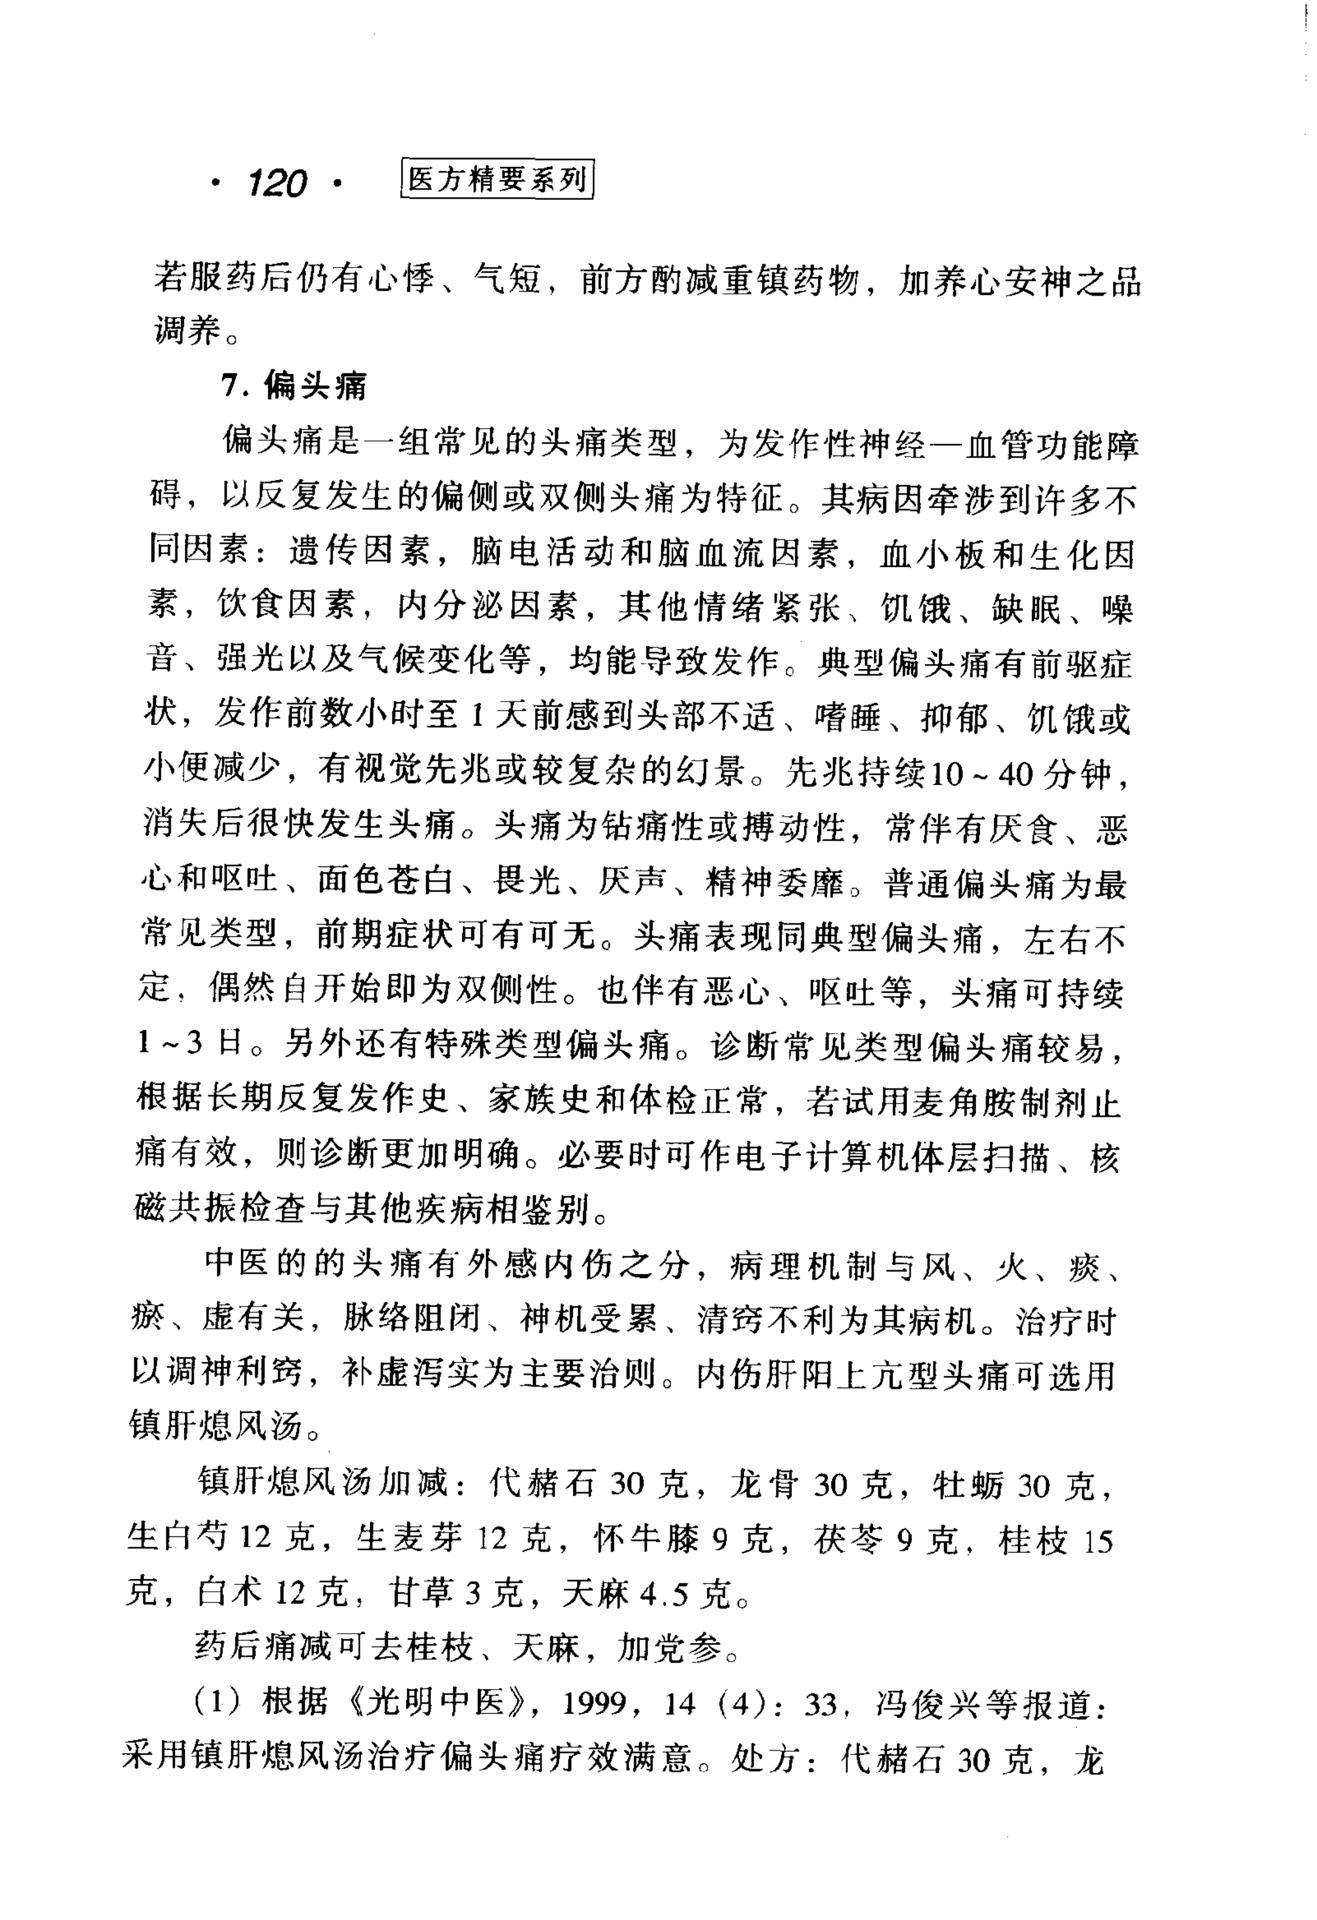 · 120 · 医方精要系列
若服药后仍有心悸、气短，前方酌减重镇药物，加养心安神之品
调养。
7. 偏头痛
偏头痛是一组常见的头痛类型，为发作性神经—血管功能障
碍，以反复发生的偏侧或双侧头痛为特征。其病因牵涉到许多不
同因素：遗传因素，脑电活动和脑血流因素，血小板和生化因
素，饮食因素，内分泌因素，其他情绪紧张、饥饿、缺眠、噪
音、强光以及气候变化等，均能导致发作。典型偏头痛有前驱症
状，发作前数小时至 1 天前感到头部不适、嗜睡、抑郁、饥饿或
小便减少，有视觉先兆或较复杂的幻景。先兆持续10～40 分钟，
消失后很快发生头痛。头痛为钻痛性或搏动性，常伴有厌食、恶
心和呕吐、面色苍白、畏光、厌声、精神委靡。普通偏头痛为最
常见类型，前期症状可有可无。头痛表现同典型偏头痛，左右不
定，偶然自开始即为双侧性。也伴有恶心、呕吐等，头痛可持续
1～3 日。另外还有特殊类型偏头痛。诊断常见类型偏头痛较易，
根据长期反复发作史、家族史和体检正常，若试用麦角胺制剂止
痛有效，则诊断更加明确。必要时可作电子计算机体层扫描、核
磁共振检查与其他疾病相鉴别。
中医的的头痛有外感内伤之分，病理机制与风、火、痰、
瘀、虚有关，脉络阻闭、神机受累、清窍不利为其病机。治疗时
以调神利窍，补虚泻实为主要治则。内伤肝阳上亢型头痛可选用
镇肝熄风汤。
镇肝熄风汤加减：代赭石 30 克，龙骨 30 克，牡蛎 30 克，
生白芍 12 克，生麦芽 12 克，怀牛膝 9 克，茯苓 9 克，桂枝 15
克，白术 12 克，甘草 3 克，天麻 4.5 克。
药后痛减可去桂枝、天麻，加党参。
（1）根据《光明中医》，1999，14（4）：33，冯俊兴等报道：
采用镇肝熄风汤治疗偏头痛疗效满意。处方：代赭石 30 克，龙